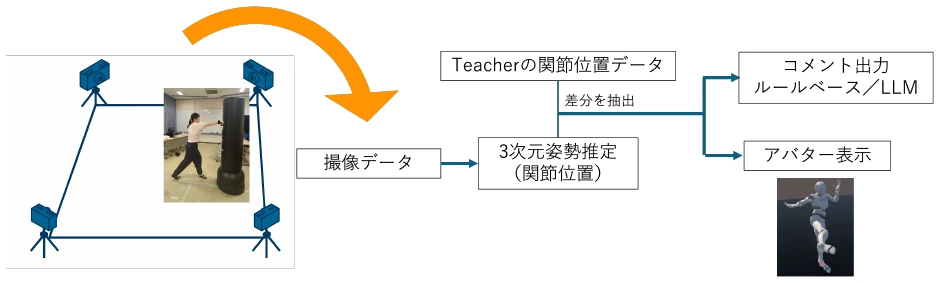 Teacherの関節位置データ
差分を抽出
撮像データ
3次元姿勢推定
（関節位置）
コメント出力
ルールベース／LLM
アバター表示